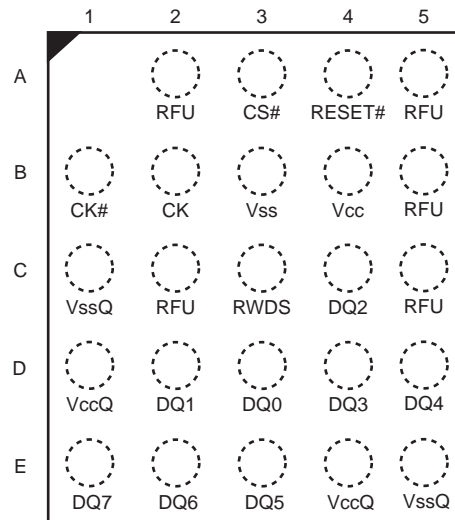 1 2 3 4 5
A
RFU CS# RESET# RFU
B
CK# CK Vss Vcc RFU
C
VssQ RFU RWDS DQ2 RFU
D
VccQ DQ1 DQ0 DQ3 DQ4
E
DQ7 DQ6 DQ5 VccQ VssQ